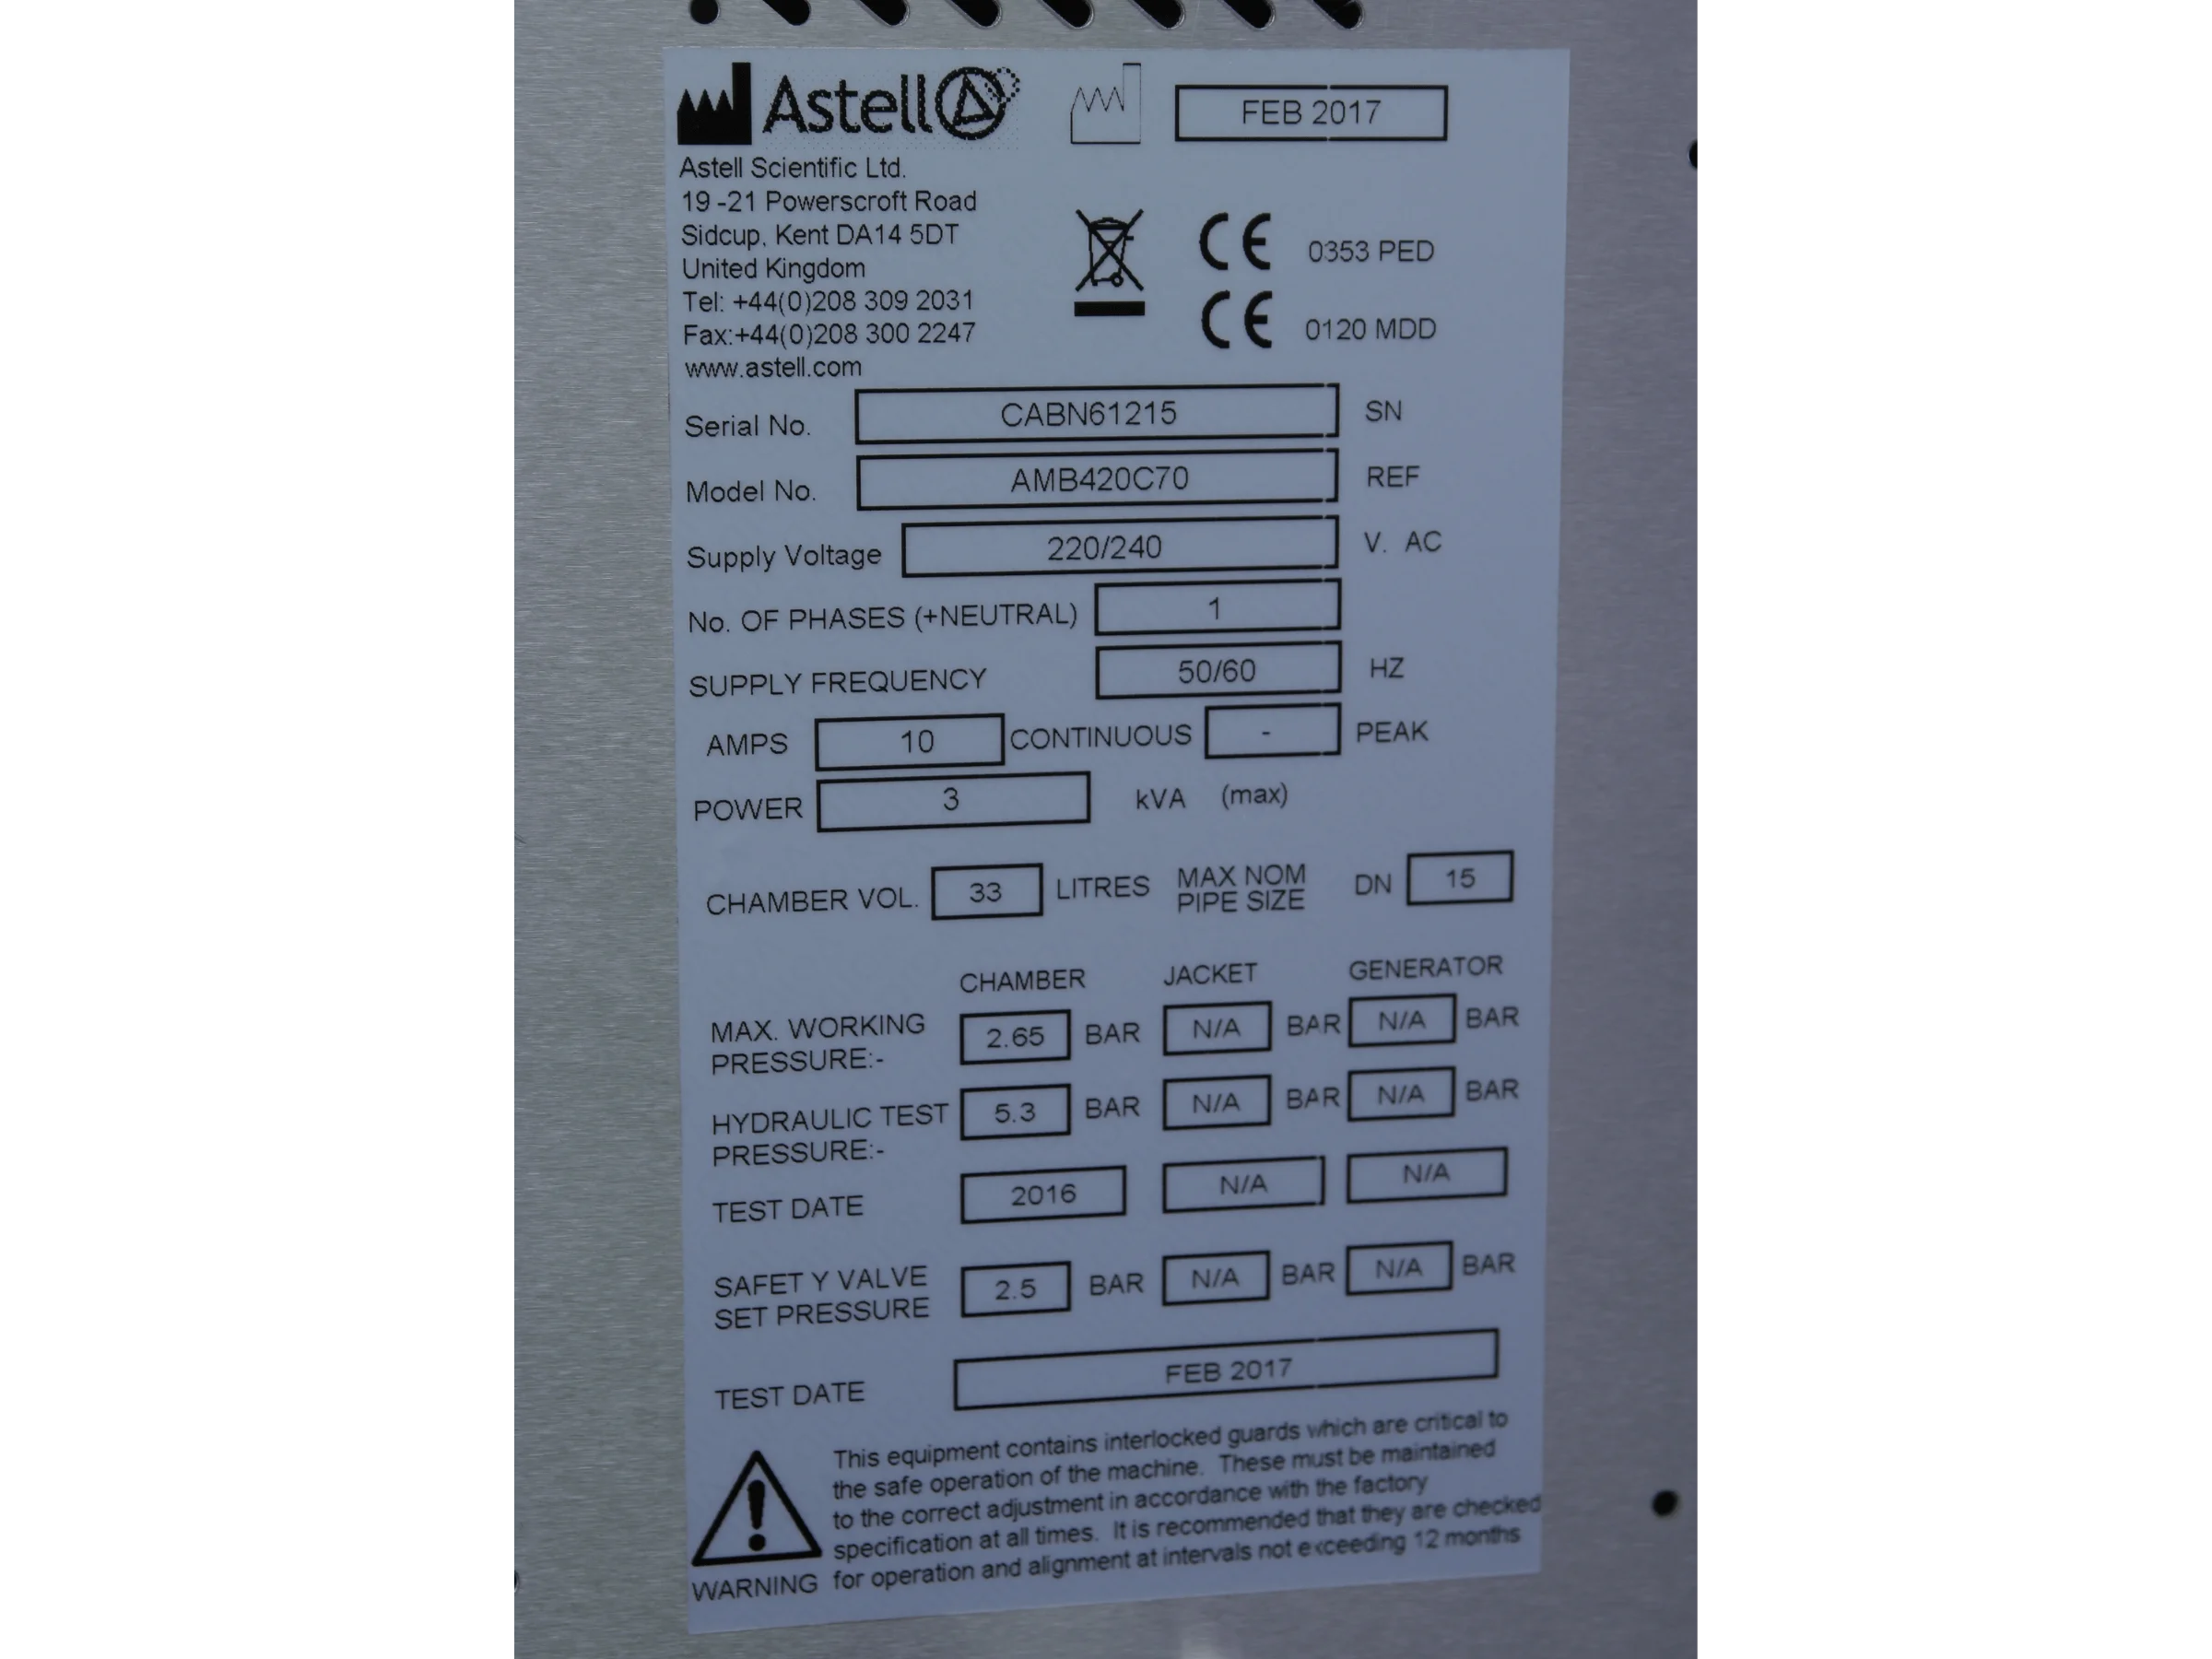 Astell
FEB 2017
Astell Scientific Ltd.
19 -21 Powerscroft Road
Sidcup, Kent DA14 5DT
United Kingdom
Tel: +44(0)208 309 2031
Fax:+44(0)208 300 2247
www.astell.com
CE 0353 PED
CE 0120 MDD
Serial No. CABN61215 SN
Model No. AMB420C70 REF
Supply Voltage 220/240 V. AC
No. OF PHASES (+NEUTRAL) 1
SUPPLY FREQUENCY 50/60 HZ
AMPS 10 CONTINUOUS - PEAK
POWER 3 kVA (max)
CHAMBER VOL. 33 LITRES MAX NOM PIPE SIZE DN 15
CHAMBER JACKET GENERATOR
MAX. WORKING PRESSURE:- 2.65 BAR N/A BAR N/A BAR
HYDRAULIC TEST PRESSURE:- 5.3 BAR N/A BAR N/A BAR
TEST DATE 2016 N/A N/A
SAFET Y VALVE SET PRESSURE 2.5 BAR N/A BAR N/A BAR
TEST DATE FEB 2017
This equipment contains interlocked guards which are critical to
the safe operation of the machine. These must be maintained
to the correct adjustment in accordance with the factory
specification at all times. It is recommended that they are checked
for operation and alignment at intervals not exceeding 12 months
WARNING